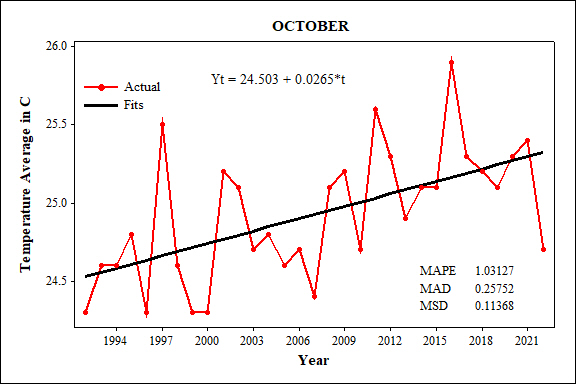 OCTOBER
Yt = 24.503 + 0.0265*t
Actual
Fits
Temperature Average in C
26.0
25.5
25.0
24.5
MAPE 1.03127
MAD 0.25752
MSD 0.11368
1994 1997 2000 2003 2006 2009 2012 2015 2018 2021
Year